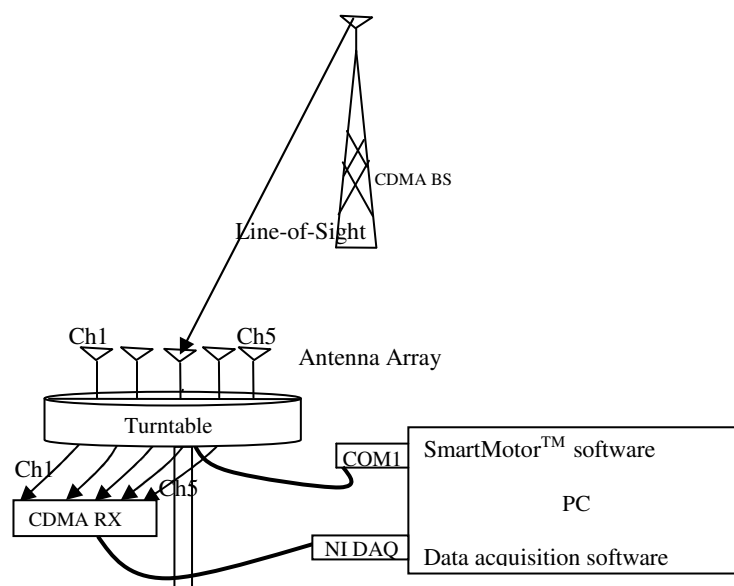 CDMA BS
Line-of-Sight
Ch1
Ch5
Antenna Array
Turntable
SmartMotor™ software
COM1
Ch1
Ch5
PC
CDMA RX
NI DAQ
Data acquisition software